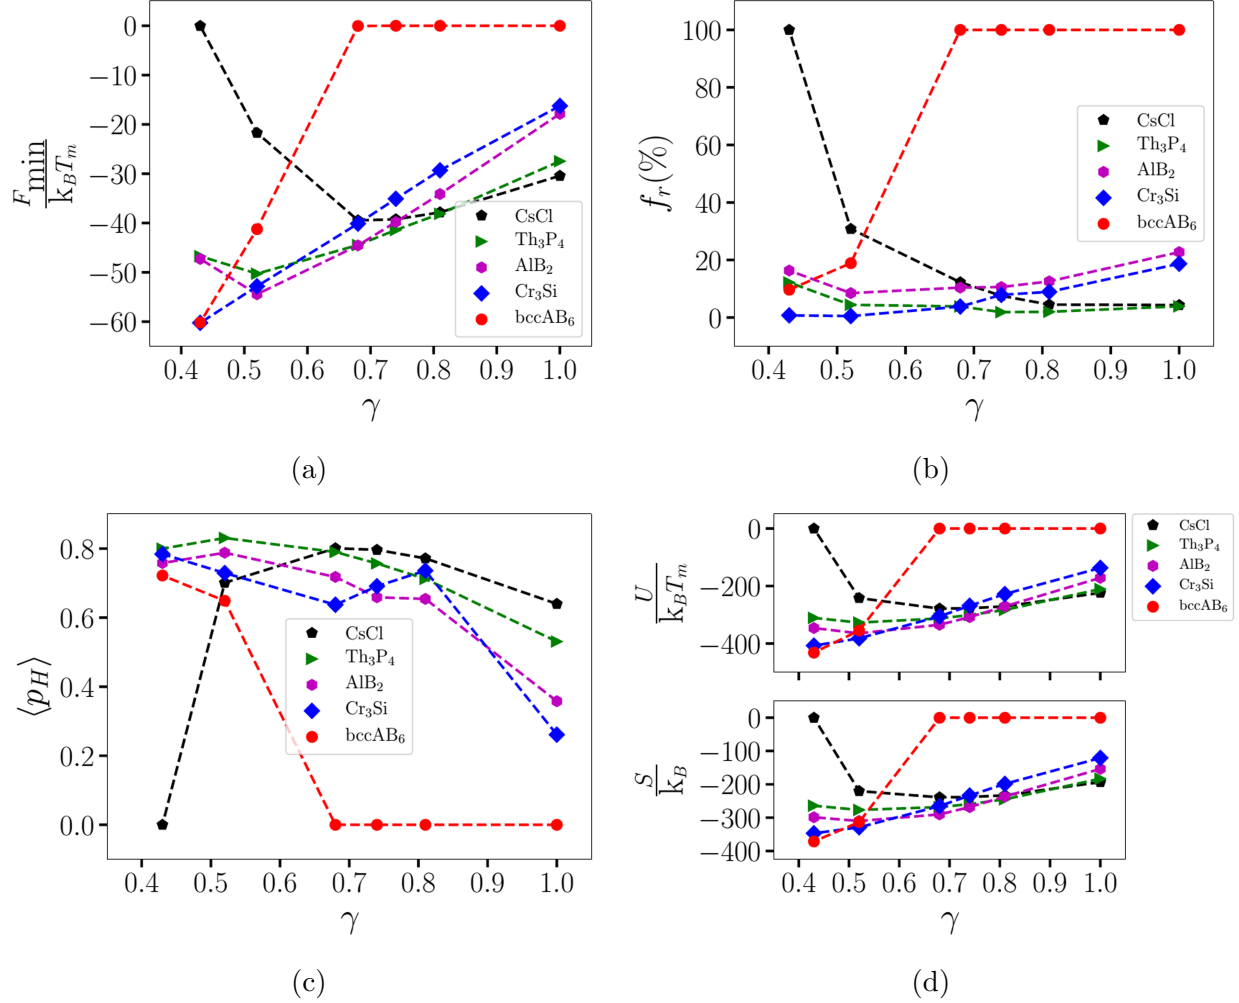 0
−10
−20
−30
−40
−50
−60
F min
k_B T_m
0.4 0.5 0.6 0.7 0.8 0.9 1.0
γ
CsCl
Th₃P₄
AlB₂
Cr₃Si
bccAB₆
(a)
100
80
60
40
20
0
f_r(%)
0.4 0.5 0.6 0.7 0.8 0.9 1.0
γ
CsCl
Th₃P₄
AlB₂
Cr₃Si
bccAB₆
(b)
0.8
0.6
0.4
0.2
0.0
⟨p_H⟩
0.4 0.5 0.6 0.7 0.8 0.9 1.0
γ
CsCl
Th₃P₄
AlB₂
Cr₃Si
bccAB₆
(c)
0
−200
−400
U
k_B T_m
CsCl
Th₃P₄
AlB₂
Cr₃Si
bccAB₆
0
−100
−200
−300
−400
S
k_B
0.4 0.5 0.6 0.7 0.8 0.9 1.0
γ
(d)